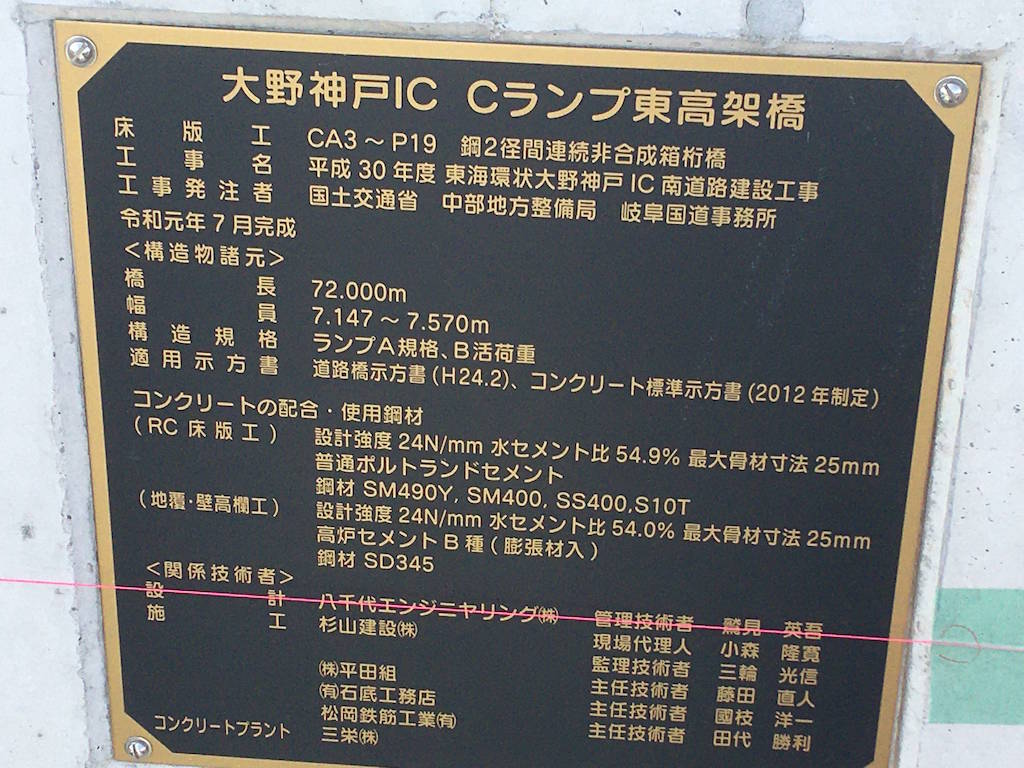 大野神戸IC Cランプ東高架橋
床版工 CA3～P19 鋼2径間連続非合成箱桁橋
工事名 平成30年度 東海環状大野神戸IC南道路建設工事
工事発注者 国土交通省 中部地方整備局 岐阜国道事務所
令和元年7月完成
<構造物諸元>
橋長 72.000m
幅員 7.147～7.570m
構造規格 ランプA規格、B活荷重
適用示方書 道路橋示方書(H24.2)、コンクリート標準示方書(2012年制定)
コンクリートの配合・使用鋼材
(RC床版工) 設計強度24N/mm 水セメント比54.9% 最大骨材寸法25mm
普通ポルトランドセメント
鋼材 SM490Y, SM400, SS400,S10T
(地覆・壁高欄工) 設計強度24N/mm 水セメント比54.0% 最大骨材寸法25mm
高炉セメントB種(膨張材入)
鋼材 SD345
<関係技術者>
設計 八千代エンジニヤリング㈱ 管理技術者 鷲見 英吾
施工 杉山建設㈱ 現場代理人 小森 隆寛
監理技術者 三輪 光信
㈱平田組 主任技術者 藤田 直人
㈲石底工務店 主任技術者 國枝 洋一
松岡鉄筋工業㈲ 主任技術者 田代 勝利
コンクリートプラント 三栄㈱